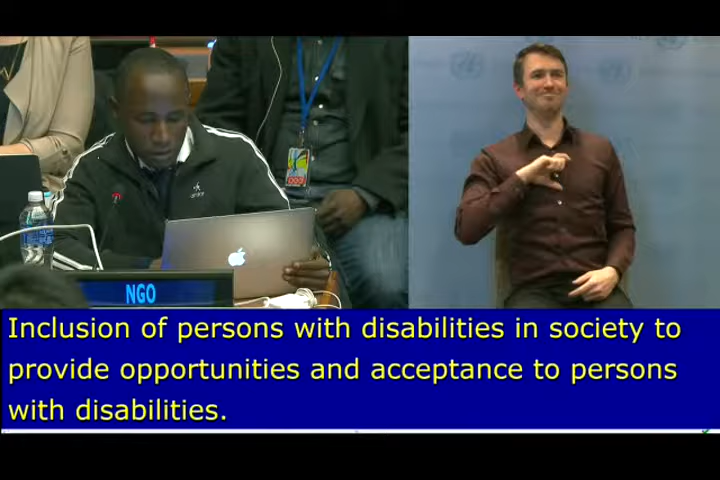 NGO
Inclusion of persons with disabilities in society to
provide opportunities and acceptance to persons
with disabilities.